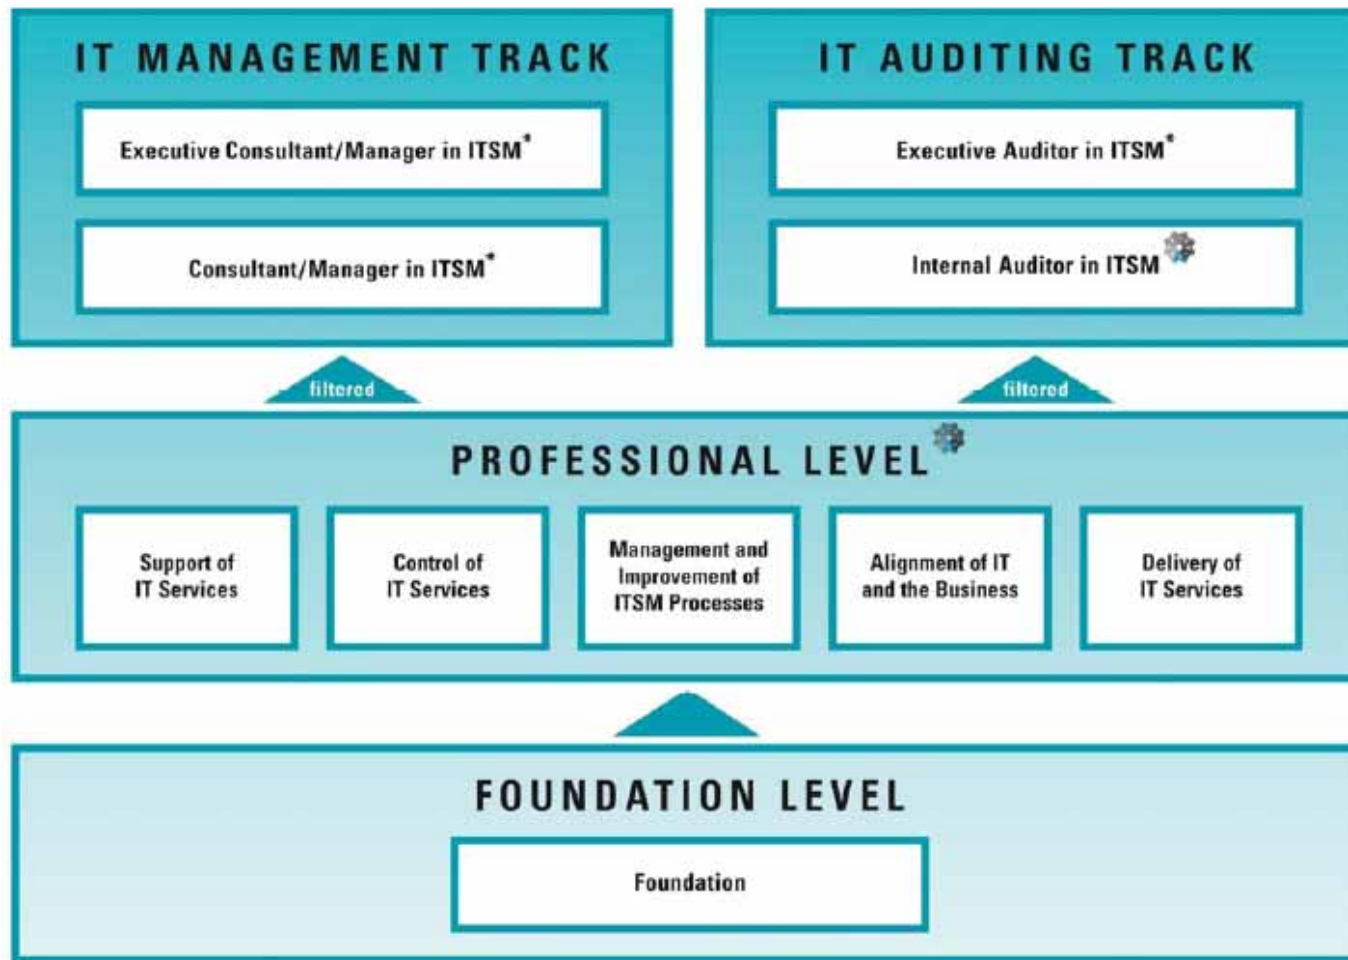 IT MANAGEMENT TRACK
Executive Consultant/Manager in ITSM*
Consultant/Manager in ITSM*
IT AUDITING TRACK
Executive Auditor in ITSM*
Internal Auditor in ITSM
filtered
filtered
PROFESSIONAL LEVEL
Support of
IT Services
Control of
IT Services
Management and
Improvement of
ITSM Processes
Alignment of IT
and the Business
Delivery of
IT Services
FOUNDATION LEVEL
Foundation